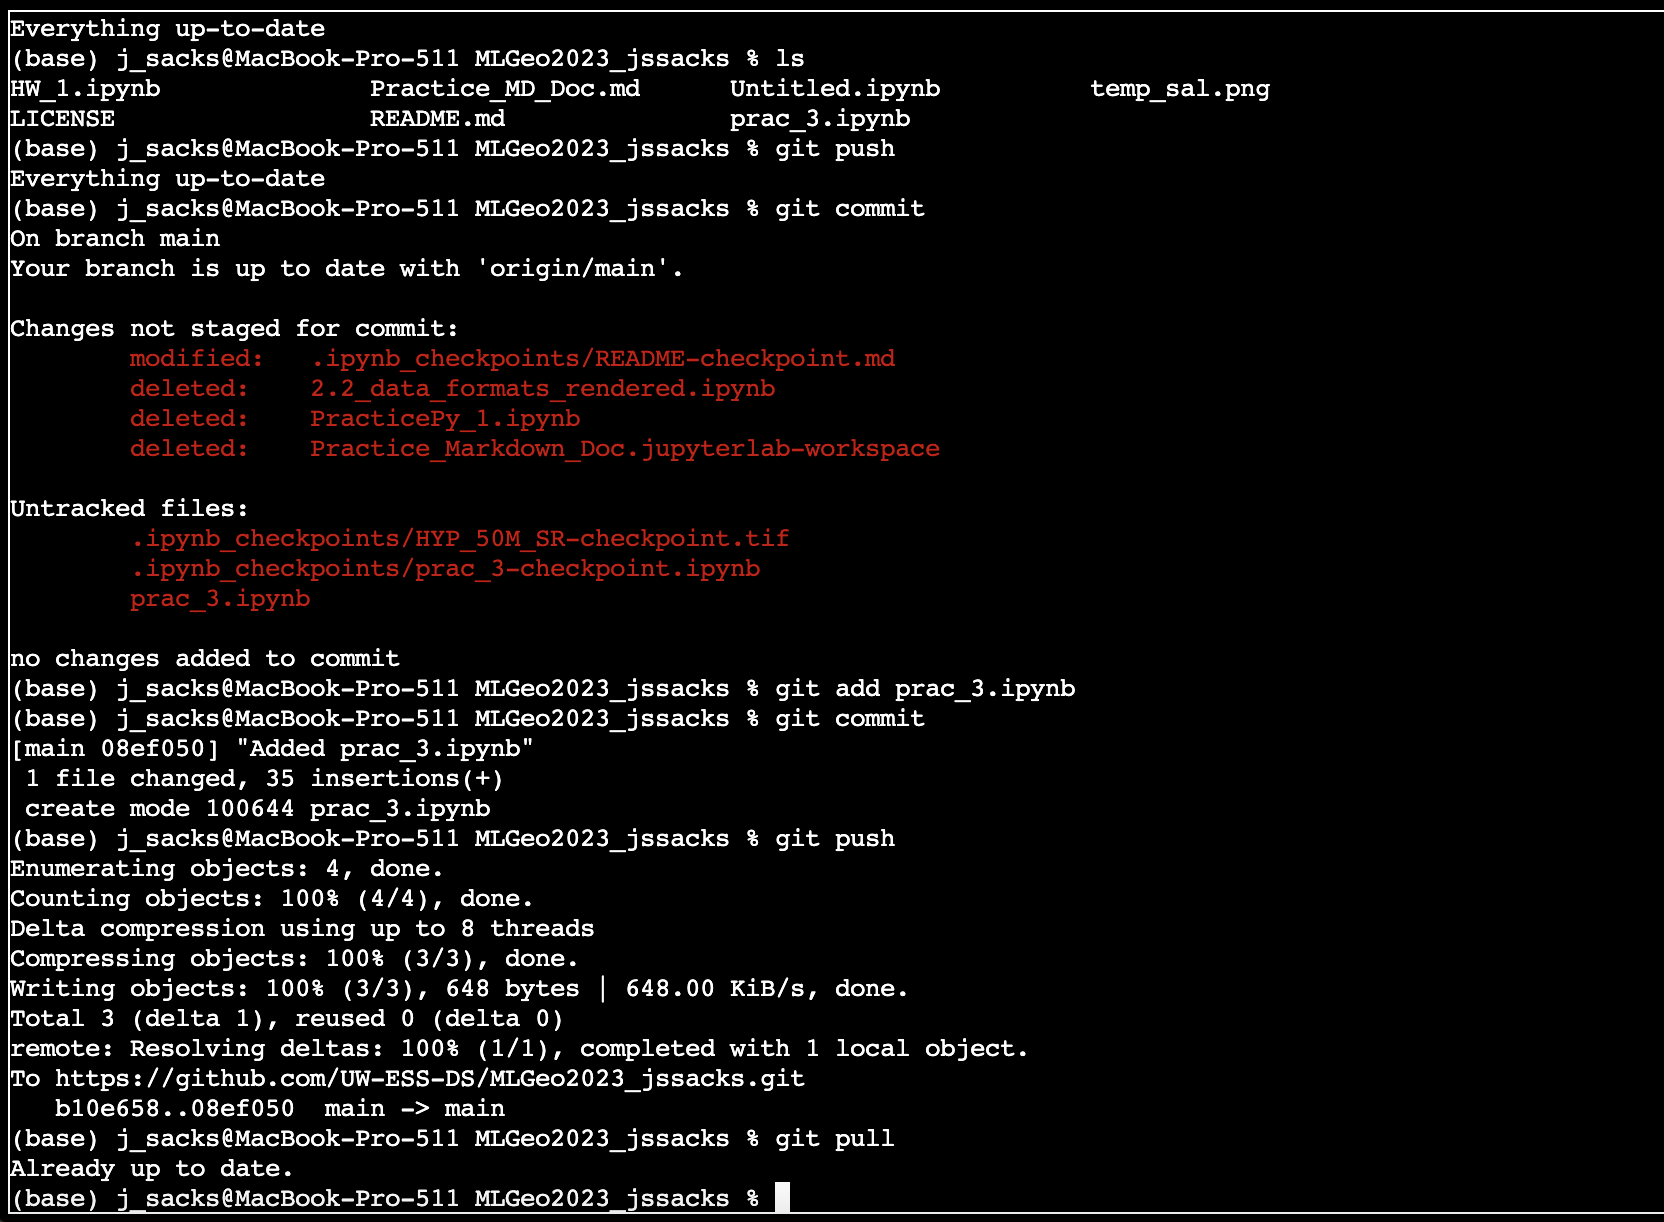 Everything up-to-date
(base) j_sacks@MacBook-Pro-511 MLGeo2023_jssacks % ls
HW_1.ipynb              Practice_MD_Doc.md      Untitled.ipynb          temp_sal.png
LICENSE                 README.md               prac_3.ipynb
(base) j_sacks@MacBook-Pro-511 MLGeo2023_jssacks % git push
Everything up-to-date
(base) j_sacks@MacBook-Pro-511 MLGeo2023_jssacks % git commit
On branch main
Your branch is up to date with 'origin/main'.

Changes not staged for commit:
        modified:   .ipynb_checkpoints/README-checkpoint.md
        deleted:    2.2_data_formats_rendered.ipynb
        deleted:    PracticePy_1.ipynb
        deleted:    Practice_Markdown_Doc.jupyterlab-workspace

Untracked files:
        .ipynb_checkpoints/HYP_50M_SR-checkpoint.tif
        .ipynb_checkpoints/prac_3-checkpoint.ipynb
        prac_3.ipynb

no changes added to commit
(base) j_sacks@MacBook-Pro-511 MLGeo2023_jssacks % git add prac_3.ipynb
(base) j_sacks@MacBook-Pro-511 MLGeo2023_jssacks % git commit
[main 08ef050] "Added prac_3.ipynb"
 1 file changed, 35 insertions(+)
 create mode 100644 prac_3.ipynb
(base) j_sacks@MacBook-Pro-511 MLGeo2023_jssacks % git push
Enumerating objects: 4, done.
Counting objects: 100% (4/4), done.
Delta compression using up to 8 threads
Compressing objects: 100% (3/3), done.
Writing objects: 100% (3/3), 648 bytes | 648.00 KiB/s, done.
Total 3 (delta 1), reused 0 (delta 0)
remote: Resolving deltas: 100% (1/1), completed with 1 local object.
To https://github.com/UW-ESS-DS/MLGeo2023_jssacks.git
   b10e658..08ef050  main -> main
(base) j_sacks@MacBook-Pro-511 MLGeo2023_jssacks % git pull
Already up to date.
(base) j_sacks@MacBook-Pro-511 MLGeo2023_jssacks %